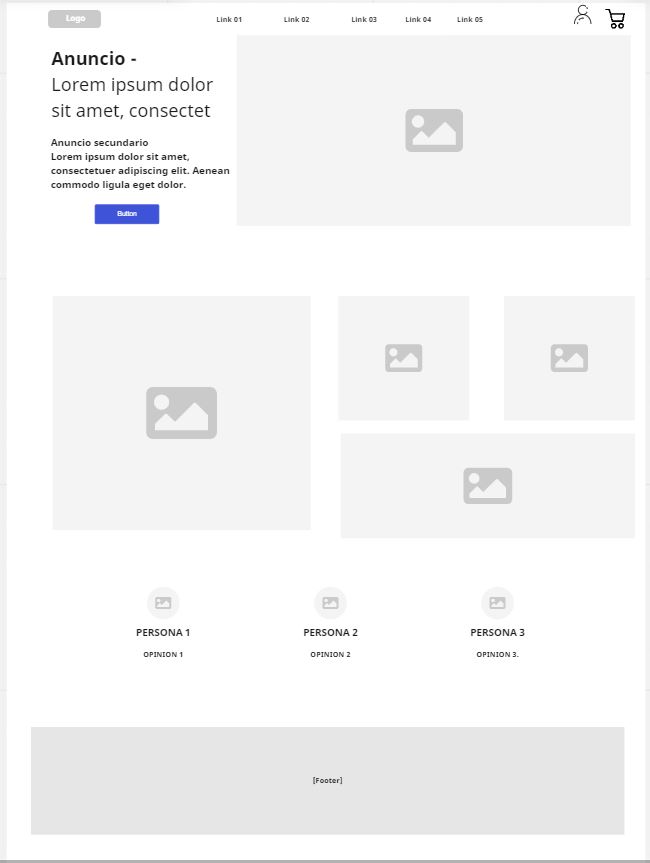 Logo
Link 01
Link 02
Link 03
Link 04
Link 05
Anuncio -
Lorem ipsum dolor
sit amet, consectet
Anuncio secundario
Lorem ipsum dolor sit amet,
consectetuer adipiscing elit. Aenean
commodo ligula eget dolor.
Button
PERSONA 1
PERSONA 2
PERSONA 3
OPINION 1
OPINION 2
OPINION 3.
[Footer]